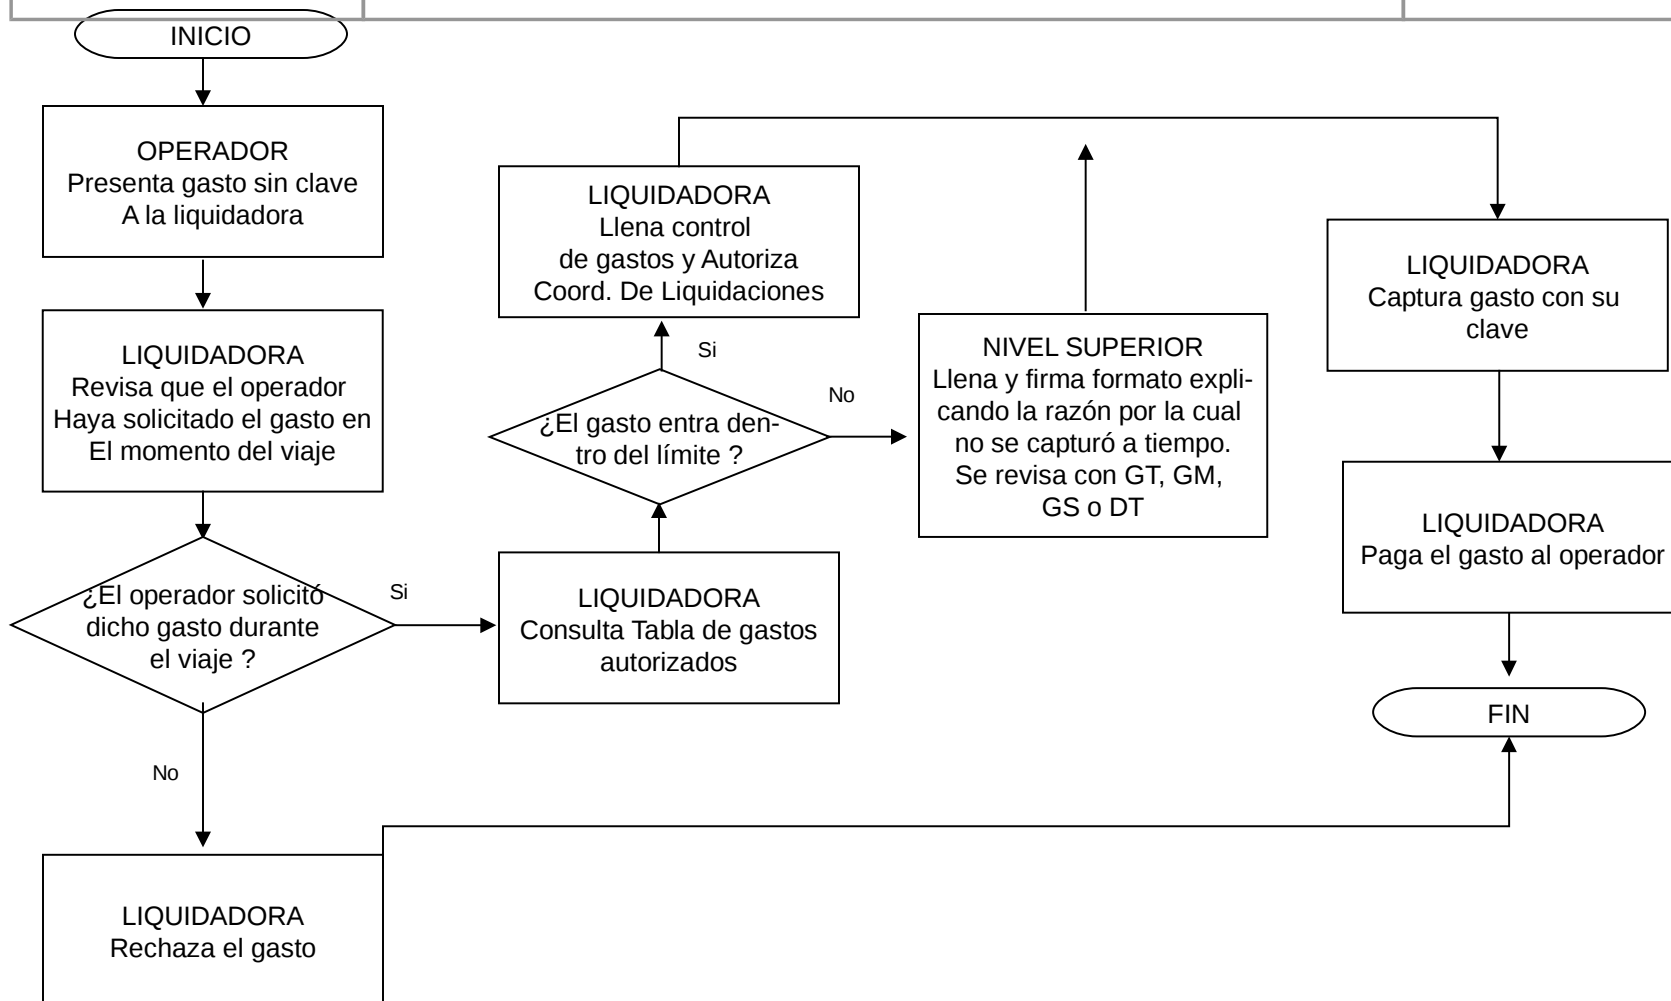 INICIO
OPERADOR
Presenta gasto sin clave
A la liquidadora
LIQUIDADORA
Revisa que el operador
Haya solicitado el gasto en
El momento del viaje
¿El operador solicitó
dicho gasto durante
el viaje ?
Si
No
LIQUIDADORA
Rechaza el gasto
LIQUIDADORA
Consulta Tabla de gastos
autorizados
¿El gasto entra den-
tro del límite ?
Si
No
LIQUIDADORA
Llena control
de gastos y Autoriza
Coord. De Liquidaciones
NIVEL SUPERIOR
Llena y firma formato expli-
cando la razón por la cual
no se capturó a tiempo.
Se revisa con GT, GM,
GS o DT
LIQUIDADORA
Captura gasto con su
clave
LIQUIDADORA
Paga el gasto al operador
FIN